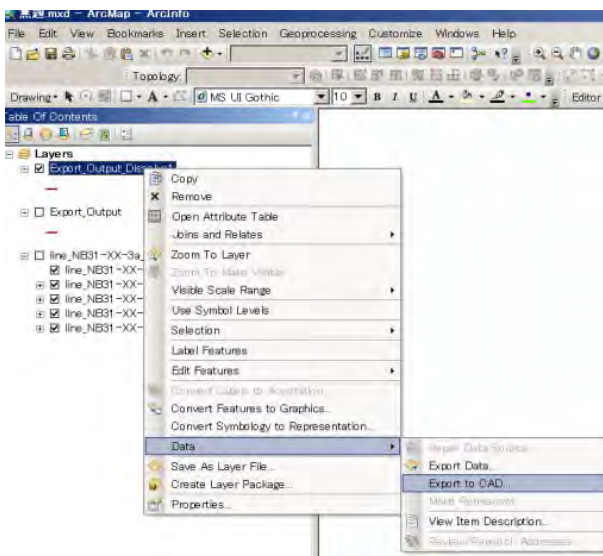 .mxd - ArcMap - ArcInfo
File Edit View Bookmarks Insert Selection Geoprocessing Customize Windows Help
Topology
Drawing A MS UI Gothic 10 B I U A Editor
able Of Contents
Layers
Export_Output_Dissolve1
Copy
Remove
Export_Output
Open Attribute Table
Joins and Relates
line_NB31-XX-3a_
Zoom To Layer
line_NB31-XX-
Zoom To Make Visible
line_NB31-XX-
Visible Scale Range
line_NB31-XX-
Use Symbol Levels
line_NB31-XX-
Selection
Label Features
Edit Features
Convert Labels to Annotation...
Convert Features to Graphics...
Convert Symbology to Representation...
Data
Repair Data Source...
Save As Layer File...
Export Data...
Create Layer Package...
Export to CAD...
Make Permanent
Properties...
View Item Description...
Review/Rematch Addresses...